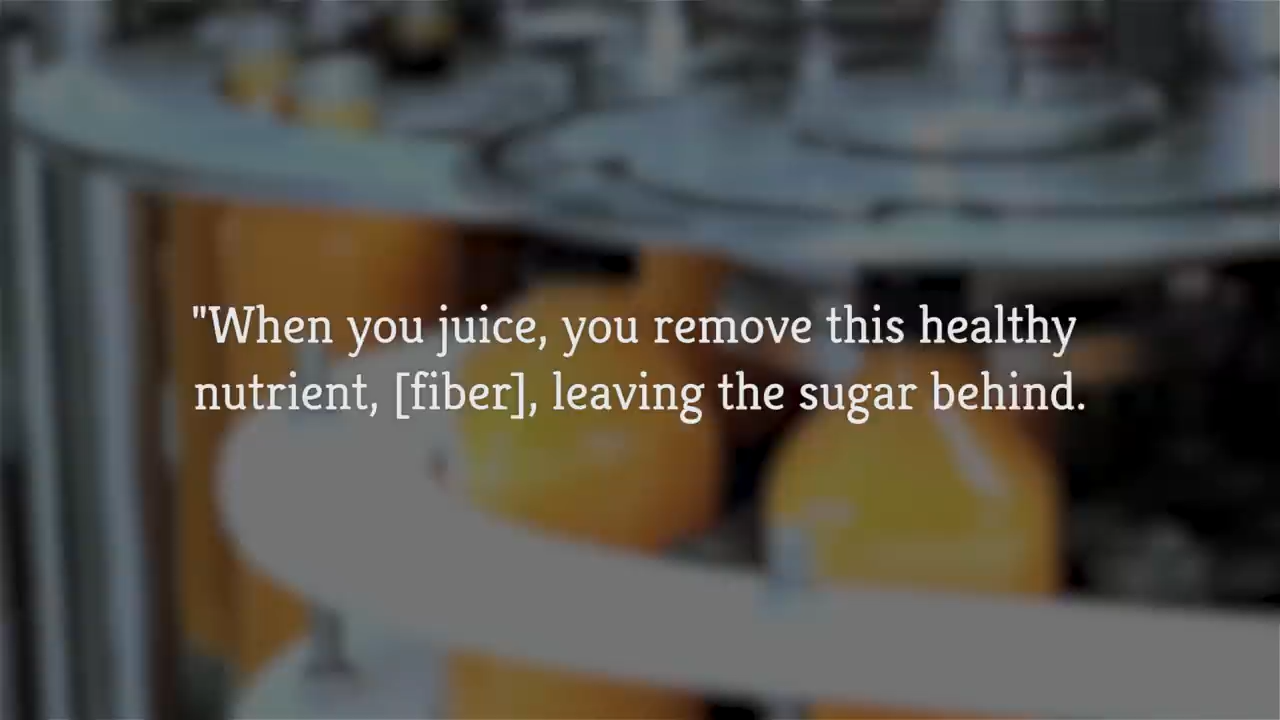 "When you juice, you remove this healthy
nutrient, [fiber], leaving the sugar behind.